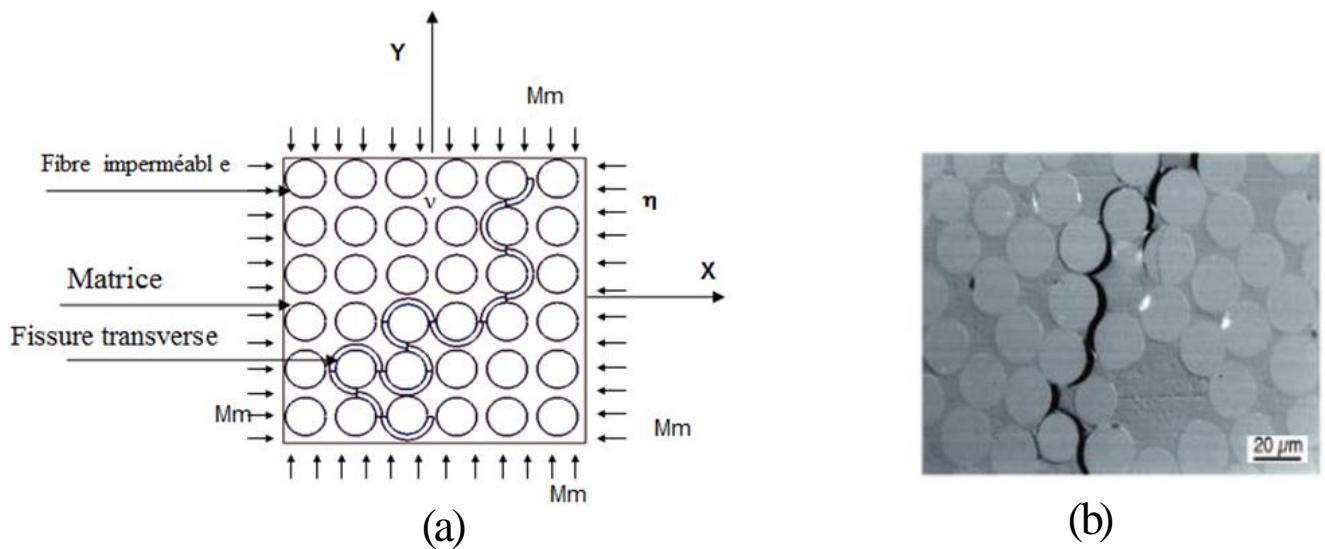 Y
Mm
Fibre imperméabl e
ν
η
X
Matrice
Fissure transverse
Mm
Mm
Mm
20 µm
(a)
(b)